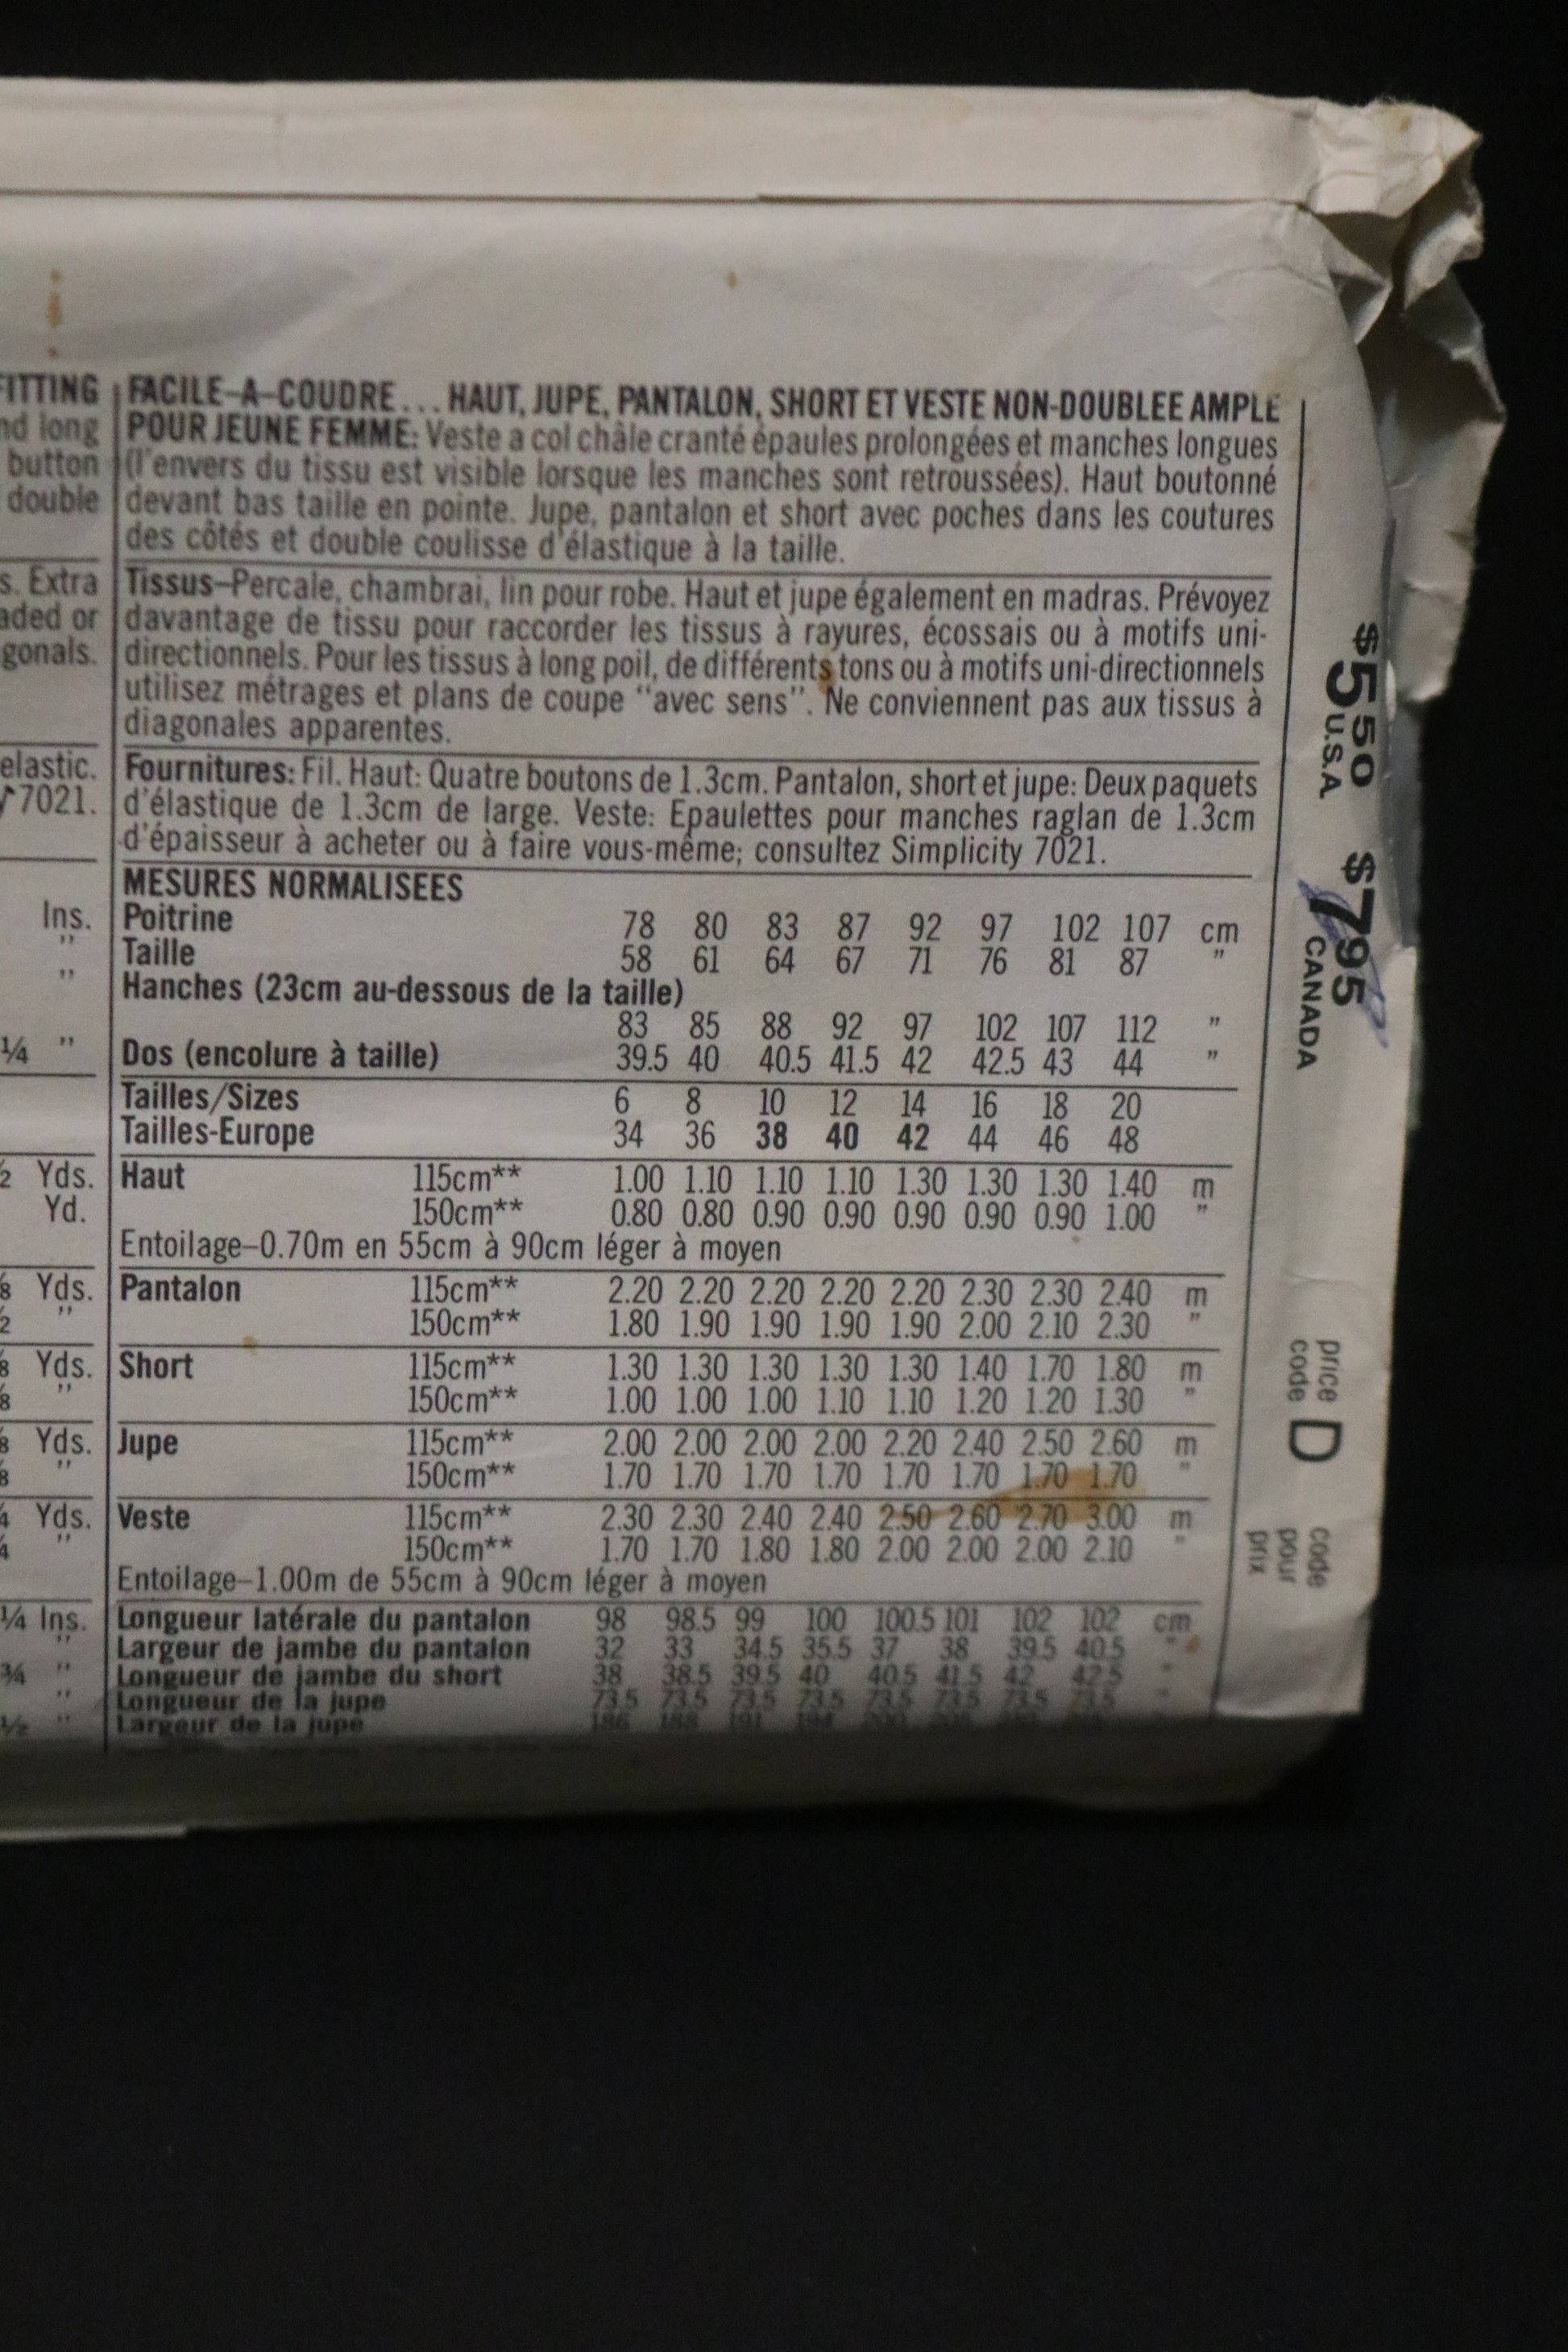 FITTING
nd long
button
double
s. Extra
aded or
gonals.
elastic.
y 7021.
Ins.
"
"
1/4 "
1/2 Yds.
Yd.
Yds.
"
Yds.
"
Yds.
"
Yds.
"
1/4 Ins.
"
3/4 "
"
1/2 "
FACILE-A-COUDRE... HAUT, JUPE, PANTALON, SHORT ET VESTE NON-DOUBLEE AMPLE
POUR JEUNE FEMME: Veste a col châle cranté épaules prolongées et manches longues
(l'envers du tissu est visible lorsque les manches sont retroussées). Haut boutonné
devant bas taille en pointe. Jupe, pantalon et short avec poches dans les coutures
des côtés et double coulisse d'élastique à la taille.
Tissus–Percale, chambrai, lin pour robe. Haut et jupe également en madras. Prévoyez
davantage de tissu pour raccorder les tissus à rayures, écossais ou à motifs uni-
directionnels. Pour les tissus à long poil, de différents tons ou à motifs uni-directionnels
utilisez métrages et plans de coupe "avec sens". Ne conviennent pas aux tissus à
diagonales apparentes.
Fournitures: Fil. Haut: Quatre boutons de 1.3cm. Pantalon, short et jupe: Deux paquets
d'élastique de 1.3cm de large. Veste: Epaulettes pour manches raglan de 1.3cm
d'épaisseur à acheter ou à faire vous-même; consultez Simplicity 7021.
MESURES NORMALISEES
Poitrine 78 80 83 87 92 97 102 107 cm
Taille 58 61 64 67 71 76 81 87 "
Hanches (23cm au-dessous de la taille)
83 85 88 92 97 102 107 112 "
Dos (encolure à taille) 39.5 40 40.5 41.5 42 42.5 43 44 "
Tailles/Sizes 6 8 10 12 14 16 18 20
Tailles-Europe 34 36 38 40 42 44 46 48
Haut 115cm** 1.00 1.10 1.10 1.10 1.30 1.30 1.30 1.40 m
150cm** 0.80 0.80 0.90 0.90 0.90 0.90 0.90 1.00 "
Entoilage–0.70m en 55cm à 90cm léger à moyen
Pantalon 115cm** 2.20 2.20 2.20 2.20 2.20 2.30 2.30 2.40 m
150cm** 1.80 1.90 1.90 1.90 1.90 2.00 2.10 2.30 "
Short 115cm** 1.30 1.30 1.30 1.30 1.30 1.40 1.70 1.80 m
150cm** 1.00 1.00 1.00 1.10 1.10 1.20 1.20 1.30 "
Jupe 115cm** 2.00 2.00 2.00 2.00 2.20 2.40 2.50 2.60 m
150cm** 1.70 1.70 1.70 1.70 1.70 1.70 1.70 1.70 "
Veste 115cm** 2.30 2.30 2.40 2.40 2.50 2.60 2.70 3.00 m
150cm** 1.70 1.70 1.80 1.80 2.00 2.00 2.00 2.10 "
Entoilage–1.00m de 55cm à 90cm léger à moyen
Longueur latérale du pantalon 98 98.5 99 100 100.5 101 102 102 cm
Largeur de jambe du pantalon 32 33 34.5 35.5 37 38 39.5 40.5 "
Longueur de jambe du short 38 38.5 39.5 40 40.5 41.5 42 42.5 "
Longueur de la jupe 73.5 73.5 73.5 73.5 73.5 73.5 73.5 73.5 "
Largeur de la jupe 186 188 191 194
$5 50 U.S.A
$7 95 CANADA
price
code D
code
pour
prix